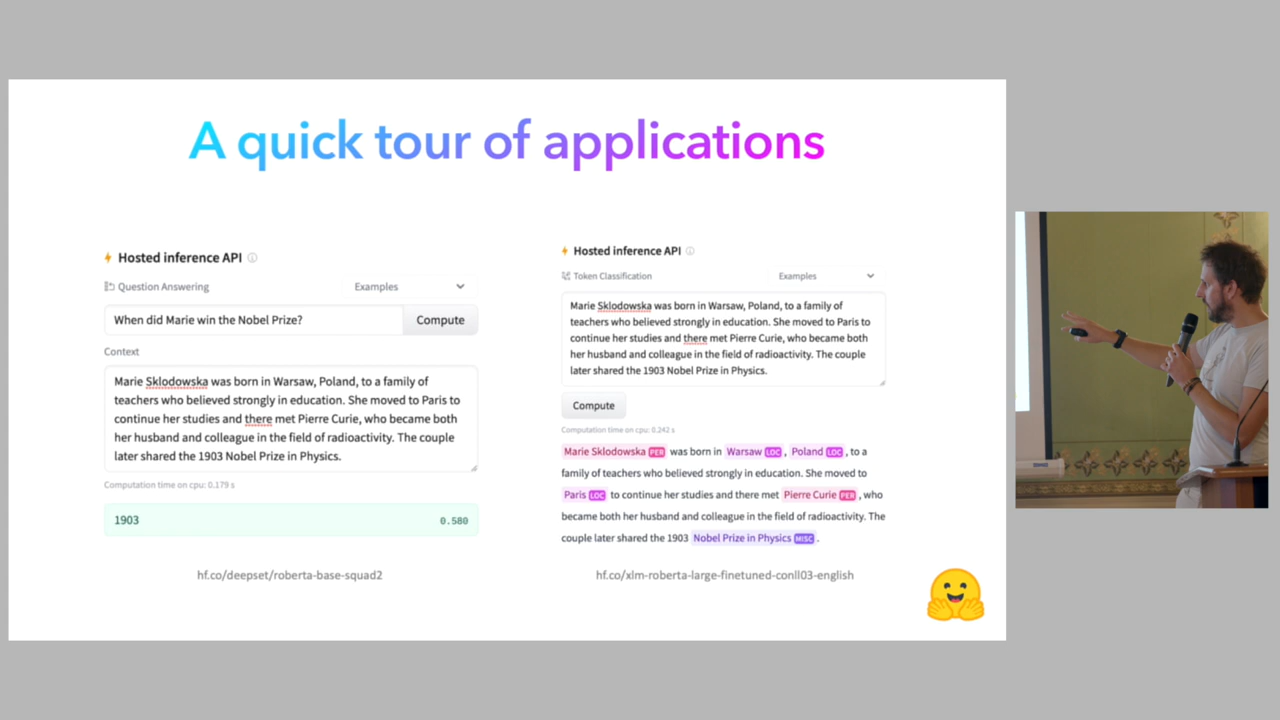 A quick tour of applications
Hosted inference API
Question Answering
Examples
When did Marie win the Nobel Prize?
Compute
Context
Marie Sklodowska was born in Warsaw, Poland, to a family of
teachers who believed strongly in education. She moved to Paris to
continue her studies and there met Pierre Curie, who became both
her husband and colleague in the field of radioactivity. The couple
later shared the 1903 Nobel Prize in Physics.
Computation time on cpu: 0.179 s
1903 0.580
hf.co/deepset/roberta-base-squad2
Hosted inference API
Token Classification
Examples
Marie Sklodowska was born in Warsaw, Poland, to a family of
teachers who believed strongly in education. She moved to Paris to
continue her studies and there met Pierre Curie, who became both
her husband and colleague in the field of radioactivity. The couple
later shared the 1903 Nobel Prize in Physics.
Compute
Computation time on cpu: 0.242 s
Marie Sklodowska PER was born in Warsaw LOC , Poland LOC , to a
family of teachers who believed strongly in education. She moved to
Paris LOC to continue her studies and there met Pierre Curie PER , who
became both her husband and colleague in the field of radioactivity. The
couple later shared the 1903 Nobel Prize in Physics MISC .
hf.co/xlm-roberta-large-finetuned-conll03-english